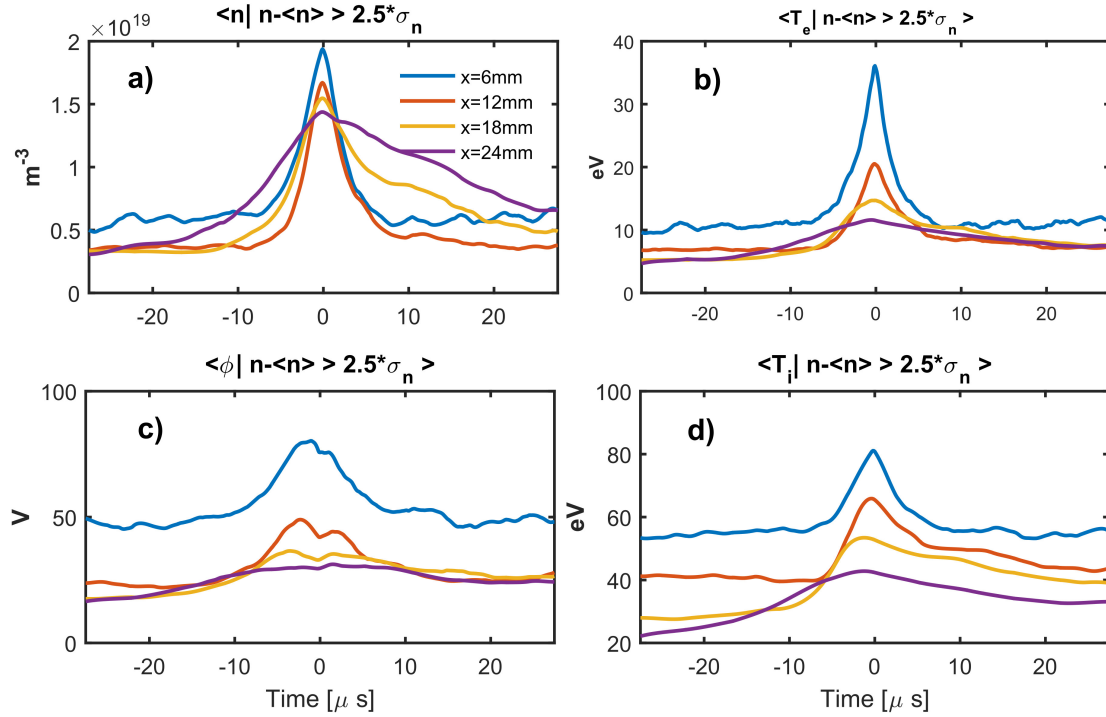 <n| n-<n> > 2.5*σn
× 10^19
a)
x=6mm
x=12mm
x=18mm
x=24mm
2
1.5
1
0.5
0
m-3
-20 -10 0 10 20
<Te| n-<n> > 2.5*σn >
b)
40
30
20
10
0
eV
-20 -10 0 10 20
<ϕ| n-<n> > 2.5*σn >
c)
100
50
0
V
-20 -10 0 10 20
Time [μ s]
<Ti| n-<n> > 2.5*σn >
d)
100
80
60
40
20
eV
-20 -10 0 10 20
Time [μ s]